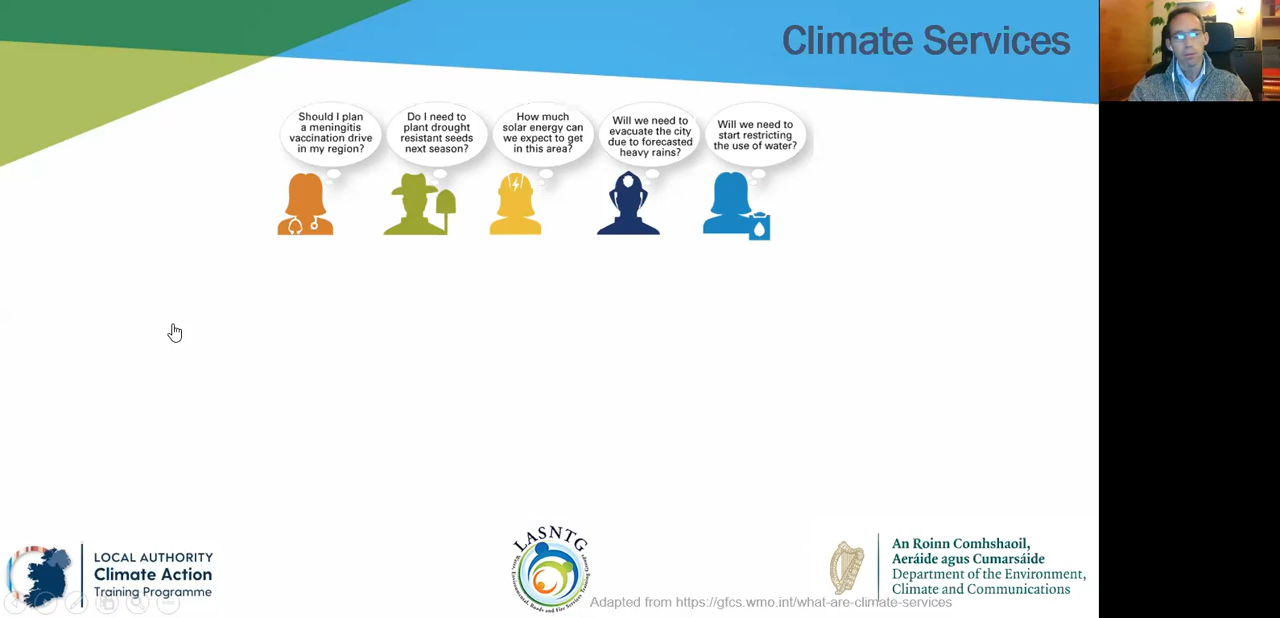 Climate Services
Should I plan
a meningitis
vaccination drive
in my region?
Do I need to
plant drought
resistant seeds
next season?
How much
solar energy can
we expect to get
in this area?
Will we need to
evacuate the city
due to forecasted
heavy rains?
Will we need to
start restricting
the use of water?
LOCAL AUTHORITY
Climate Action
Training Programme
LASNTG
An Roinn Comhshaoil,
Aeráide agus Cumarsáide
Department of the Environment,
Climate and Communications
Adapted from https://gfcs.wmo.int/what-are-climate-services